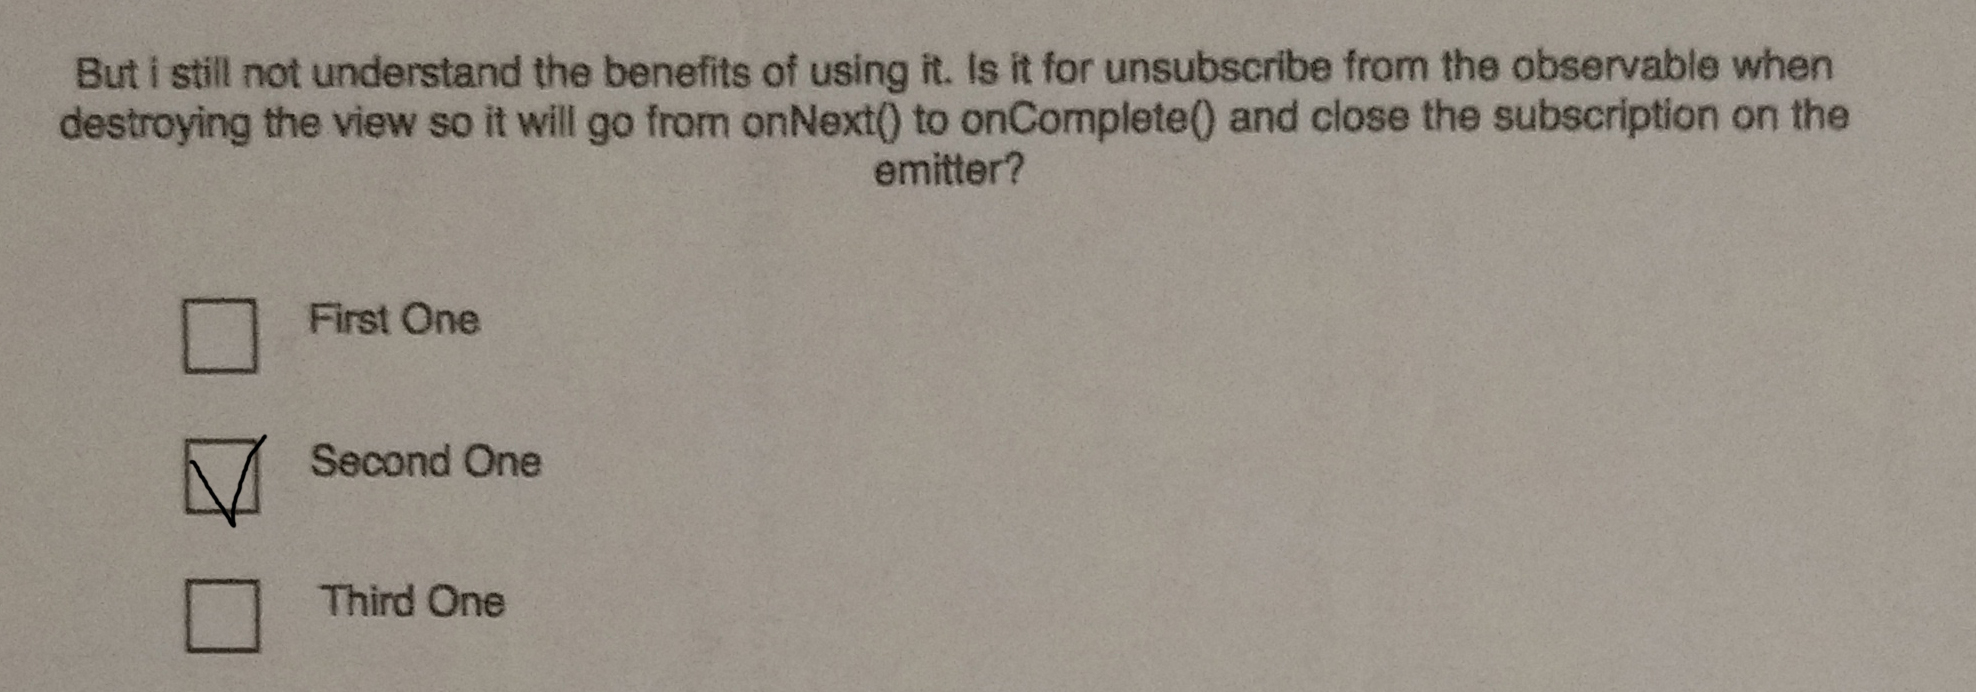 But i still not understand the benefits of using it. Is it for unsubscribe from the observable when
destroying the view so it will go from onNext() to onComplete() and close the subscription on the
emitter?
First One
Second One
Third One